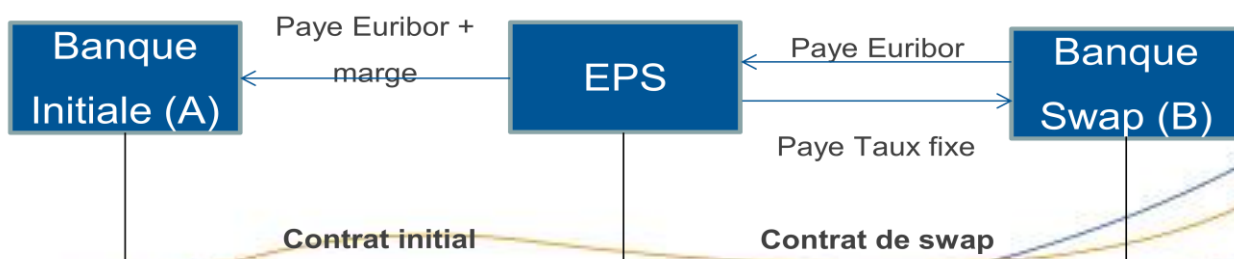 Banque
Initiale (A)
Paye Euribor +
marge
EPS
Paye Euribor
Paye Taux fixe
Banque
Swap (B)
Contrat initial
Contrat de swap